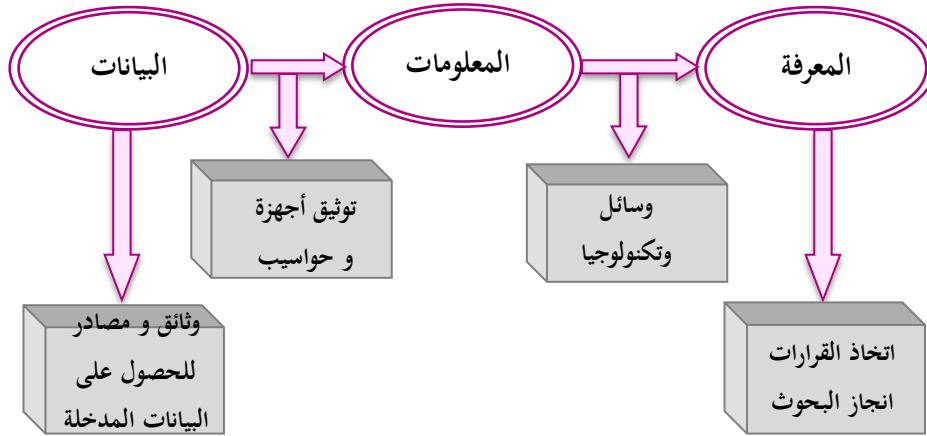 المعرفة
المعلومات
البيانات
وسائل
وتكنولوجيا
توثيق أجهزة
و حواسيب
اتخاذ القرارات
انجاز البحوث
وثائق و مصادر
للحصول على
البيانات المدخلة